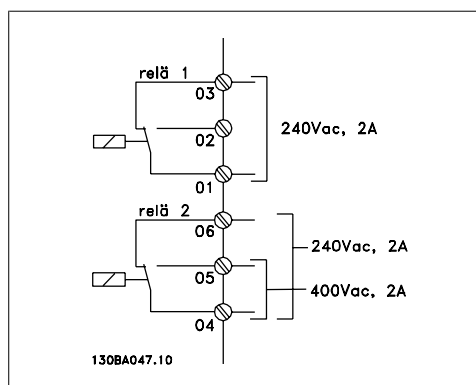 relä 1
03
02
240Vac, 2A
01
relä 2
06
240Vac, 2A
05
400Vac, 2A
04
130BA047.10